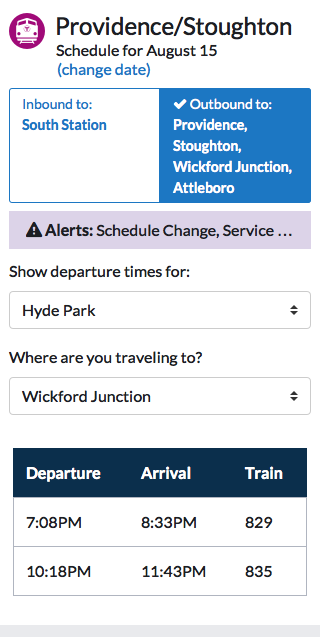 Providence/Stoughton
Schedule for August 15
(change date)
Inbound to:
South Station
Outbound to:
Providence,
Stoughton,
Wickford Junction,
Attleboro
Alerts: Schedule Change, Service …
Show departure times for:
Hyde Park
Where are you traveling to?
Wickford Junction
Departure Arrival Train
7:08PM 8:33PM 829
10:18PM 11:43PM 835